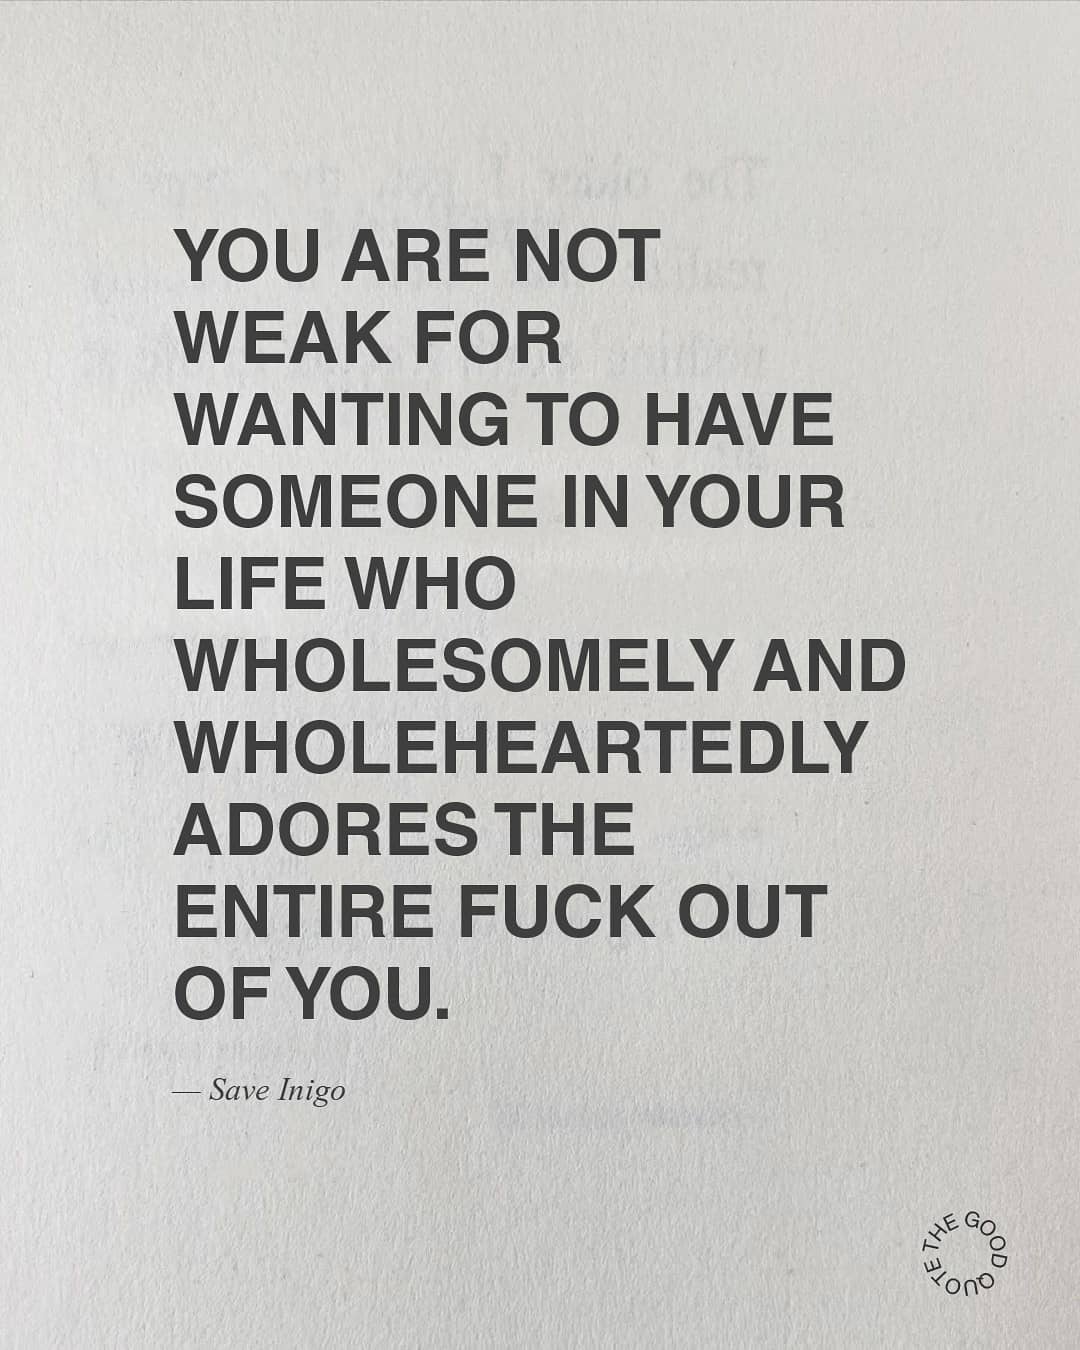 YOU ARE NOT
WEAK FOR
WANTING TO HAVE
SOMEONE IN YOUR
LIFE WHO
WHOLESOMELY AND
WHOLEHEARTEDLY
ADORES THE
ENTIRE FUCK OUT
OF YOU.
— Save Inigo
THE GOOD QUOTE